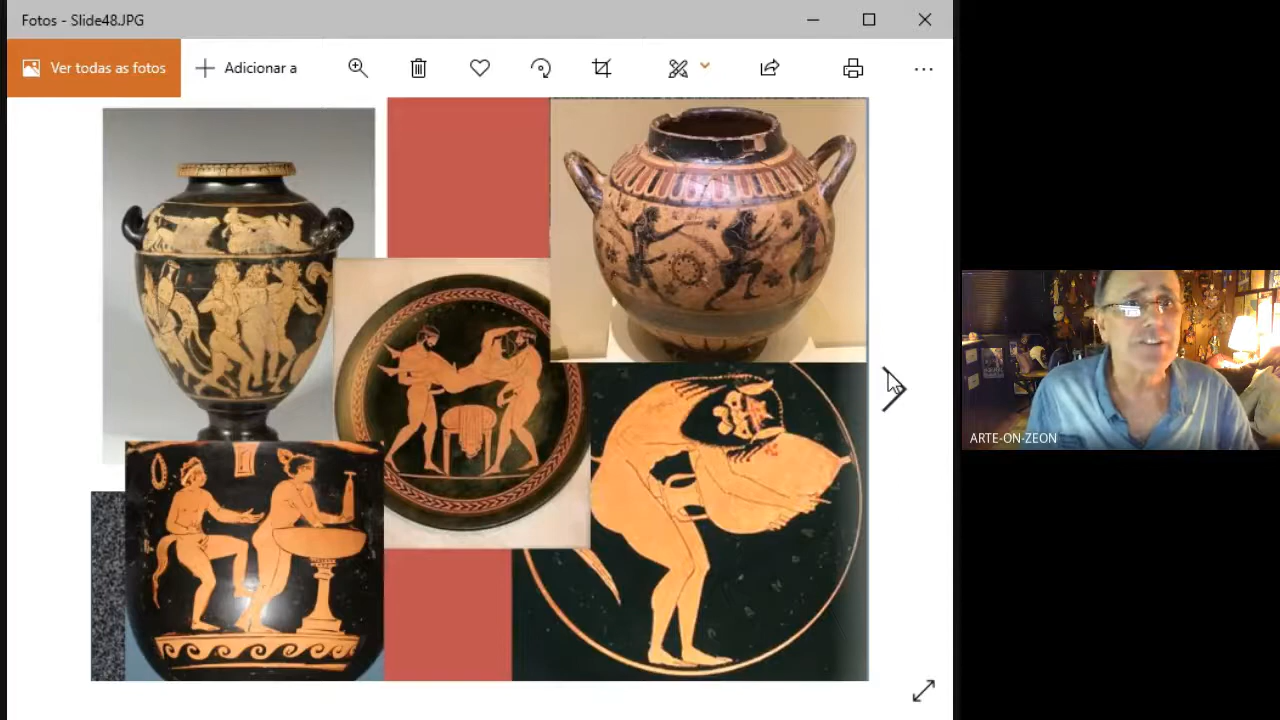 Fotos - Slide48.JPG
Ver todas as fotos
Adicionar a
ARTE-ON-ZEON